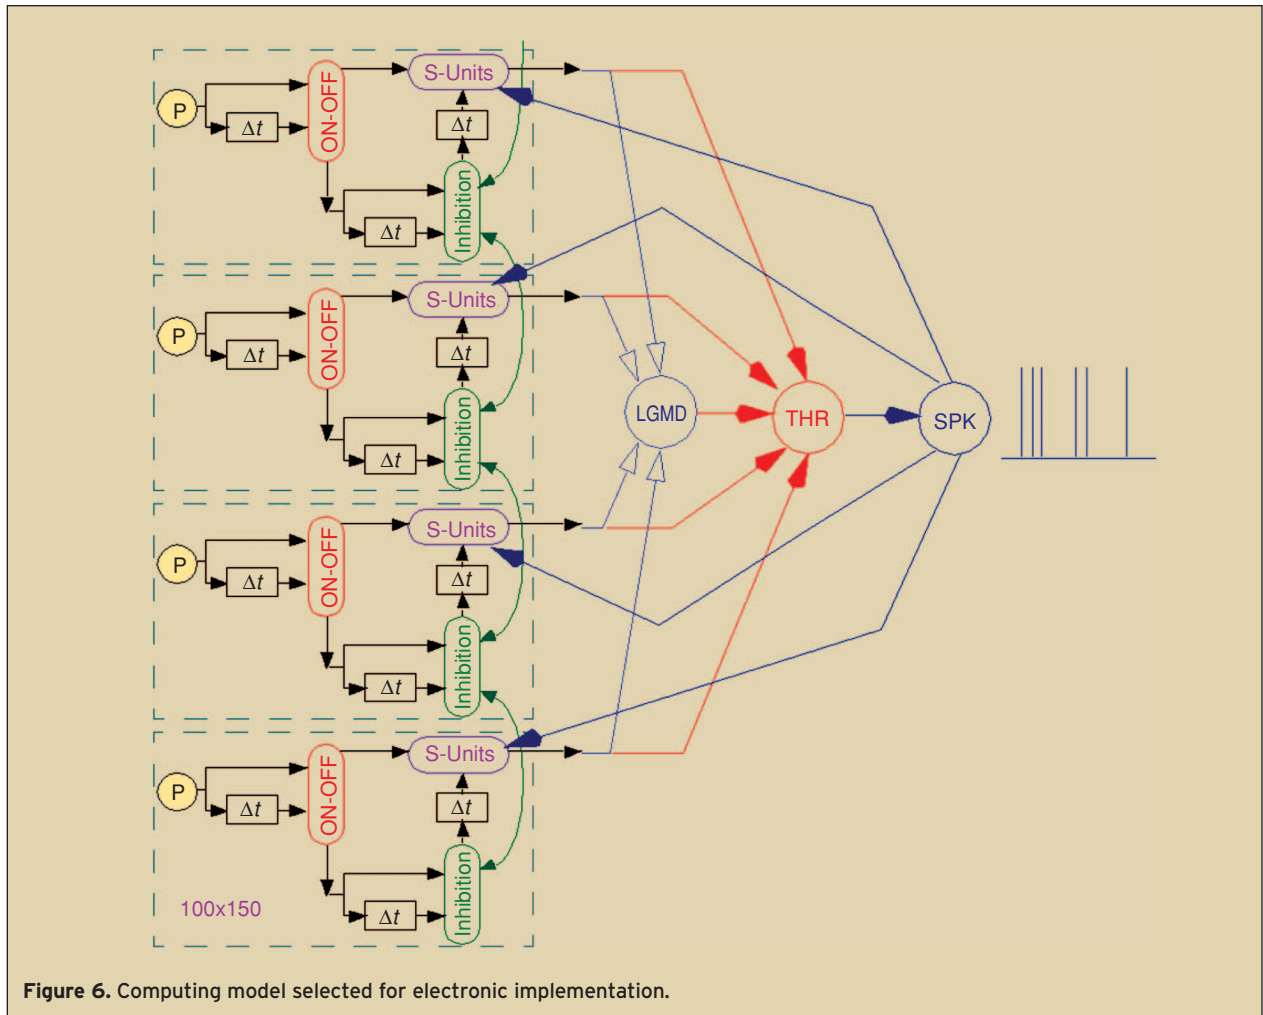 S-Units
P
Δt
ON-OFF
Δt
Δt
Inhibition
S-Units
P
Δt
ON-OFF
Δt
Δt
Inhibition
LGMD
THR
SPK
S-Units
P
Δt
ON-OFF
Δt
Δt
Inhibition
S-Units
P
Δt
ON-OFF
Δt
Δt
Inhibition
100x150
Figure 6. Computing model selected for electronic implementation.